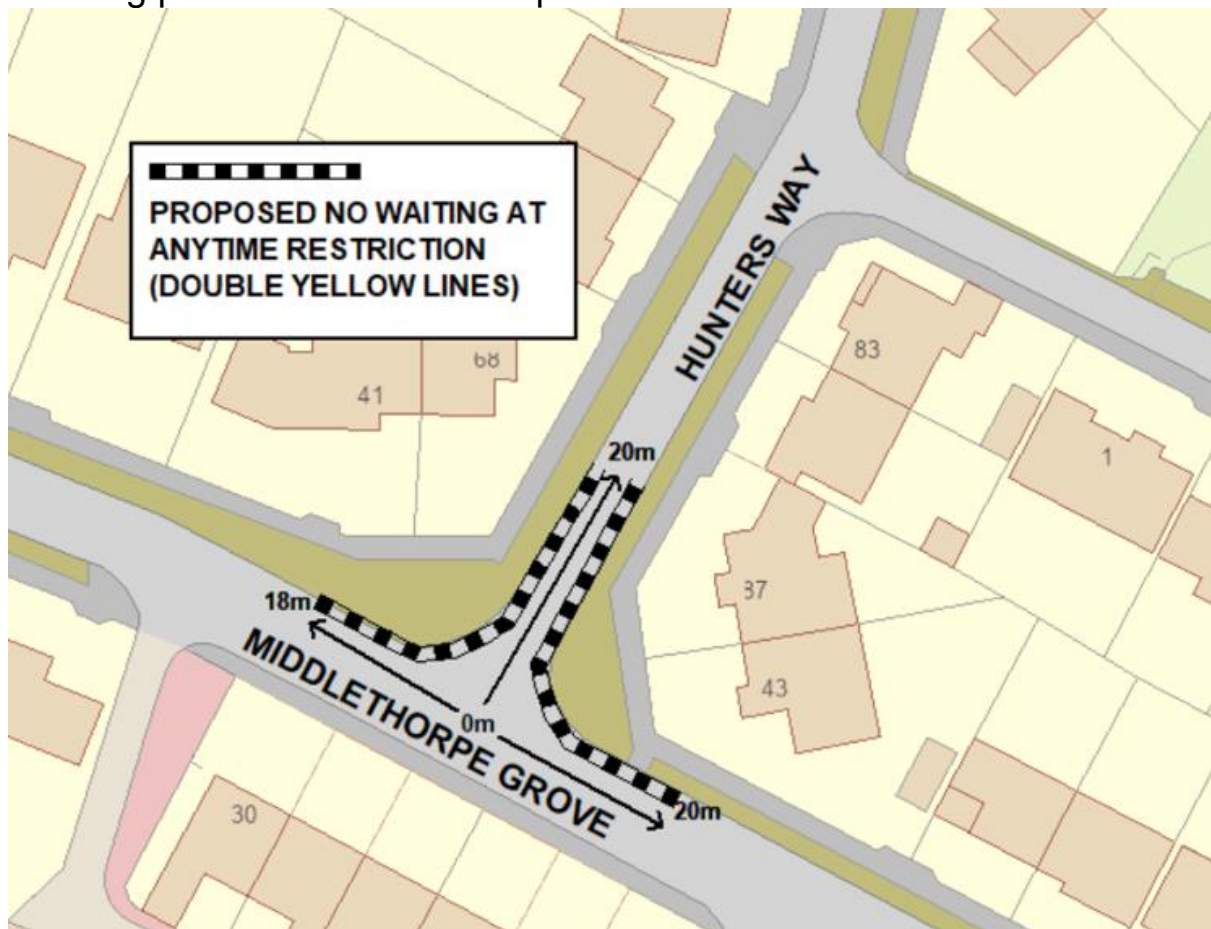 PROPOSED NO WAITING AT
ANYTIME RESTRICTION
(DOUBLE YELLOW LINES)
HUNTERS WAY
83
68
41
1
20m
37
18m
43
MIDDLETHORPE GROVE
0m
20m
30